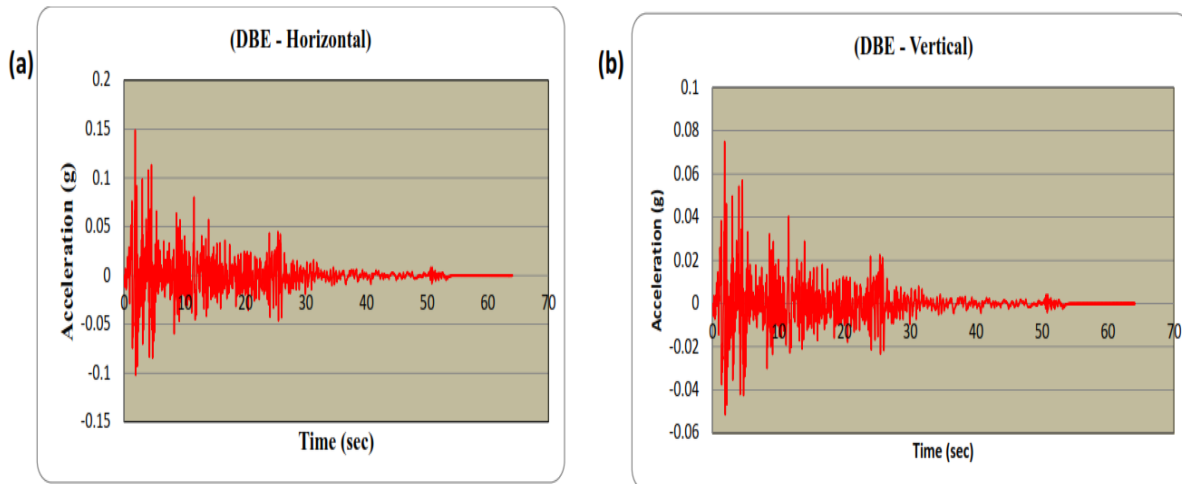 (a)
(DBE - Horizontal)
0.2
0.15
0.1
0.05
0
-0.05
-0.1
-0.15
Acceleration (g)
0 10 20 30 40 50 60 70
Time (sec)
(b)
(DBE - Vertical)
0.1
0.08
0.06
0.04
0.02
0
-0.02
-0.04
-0.06
Acceleration (g)
0 10 20 30 40 50 60 70
Time (sec)